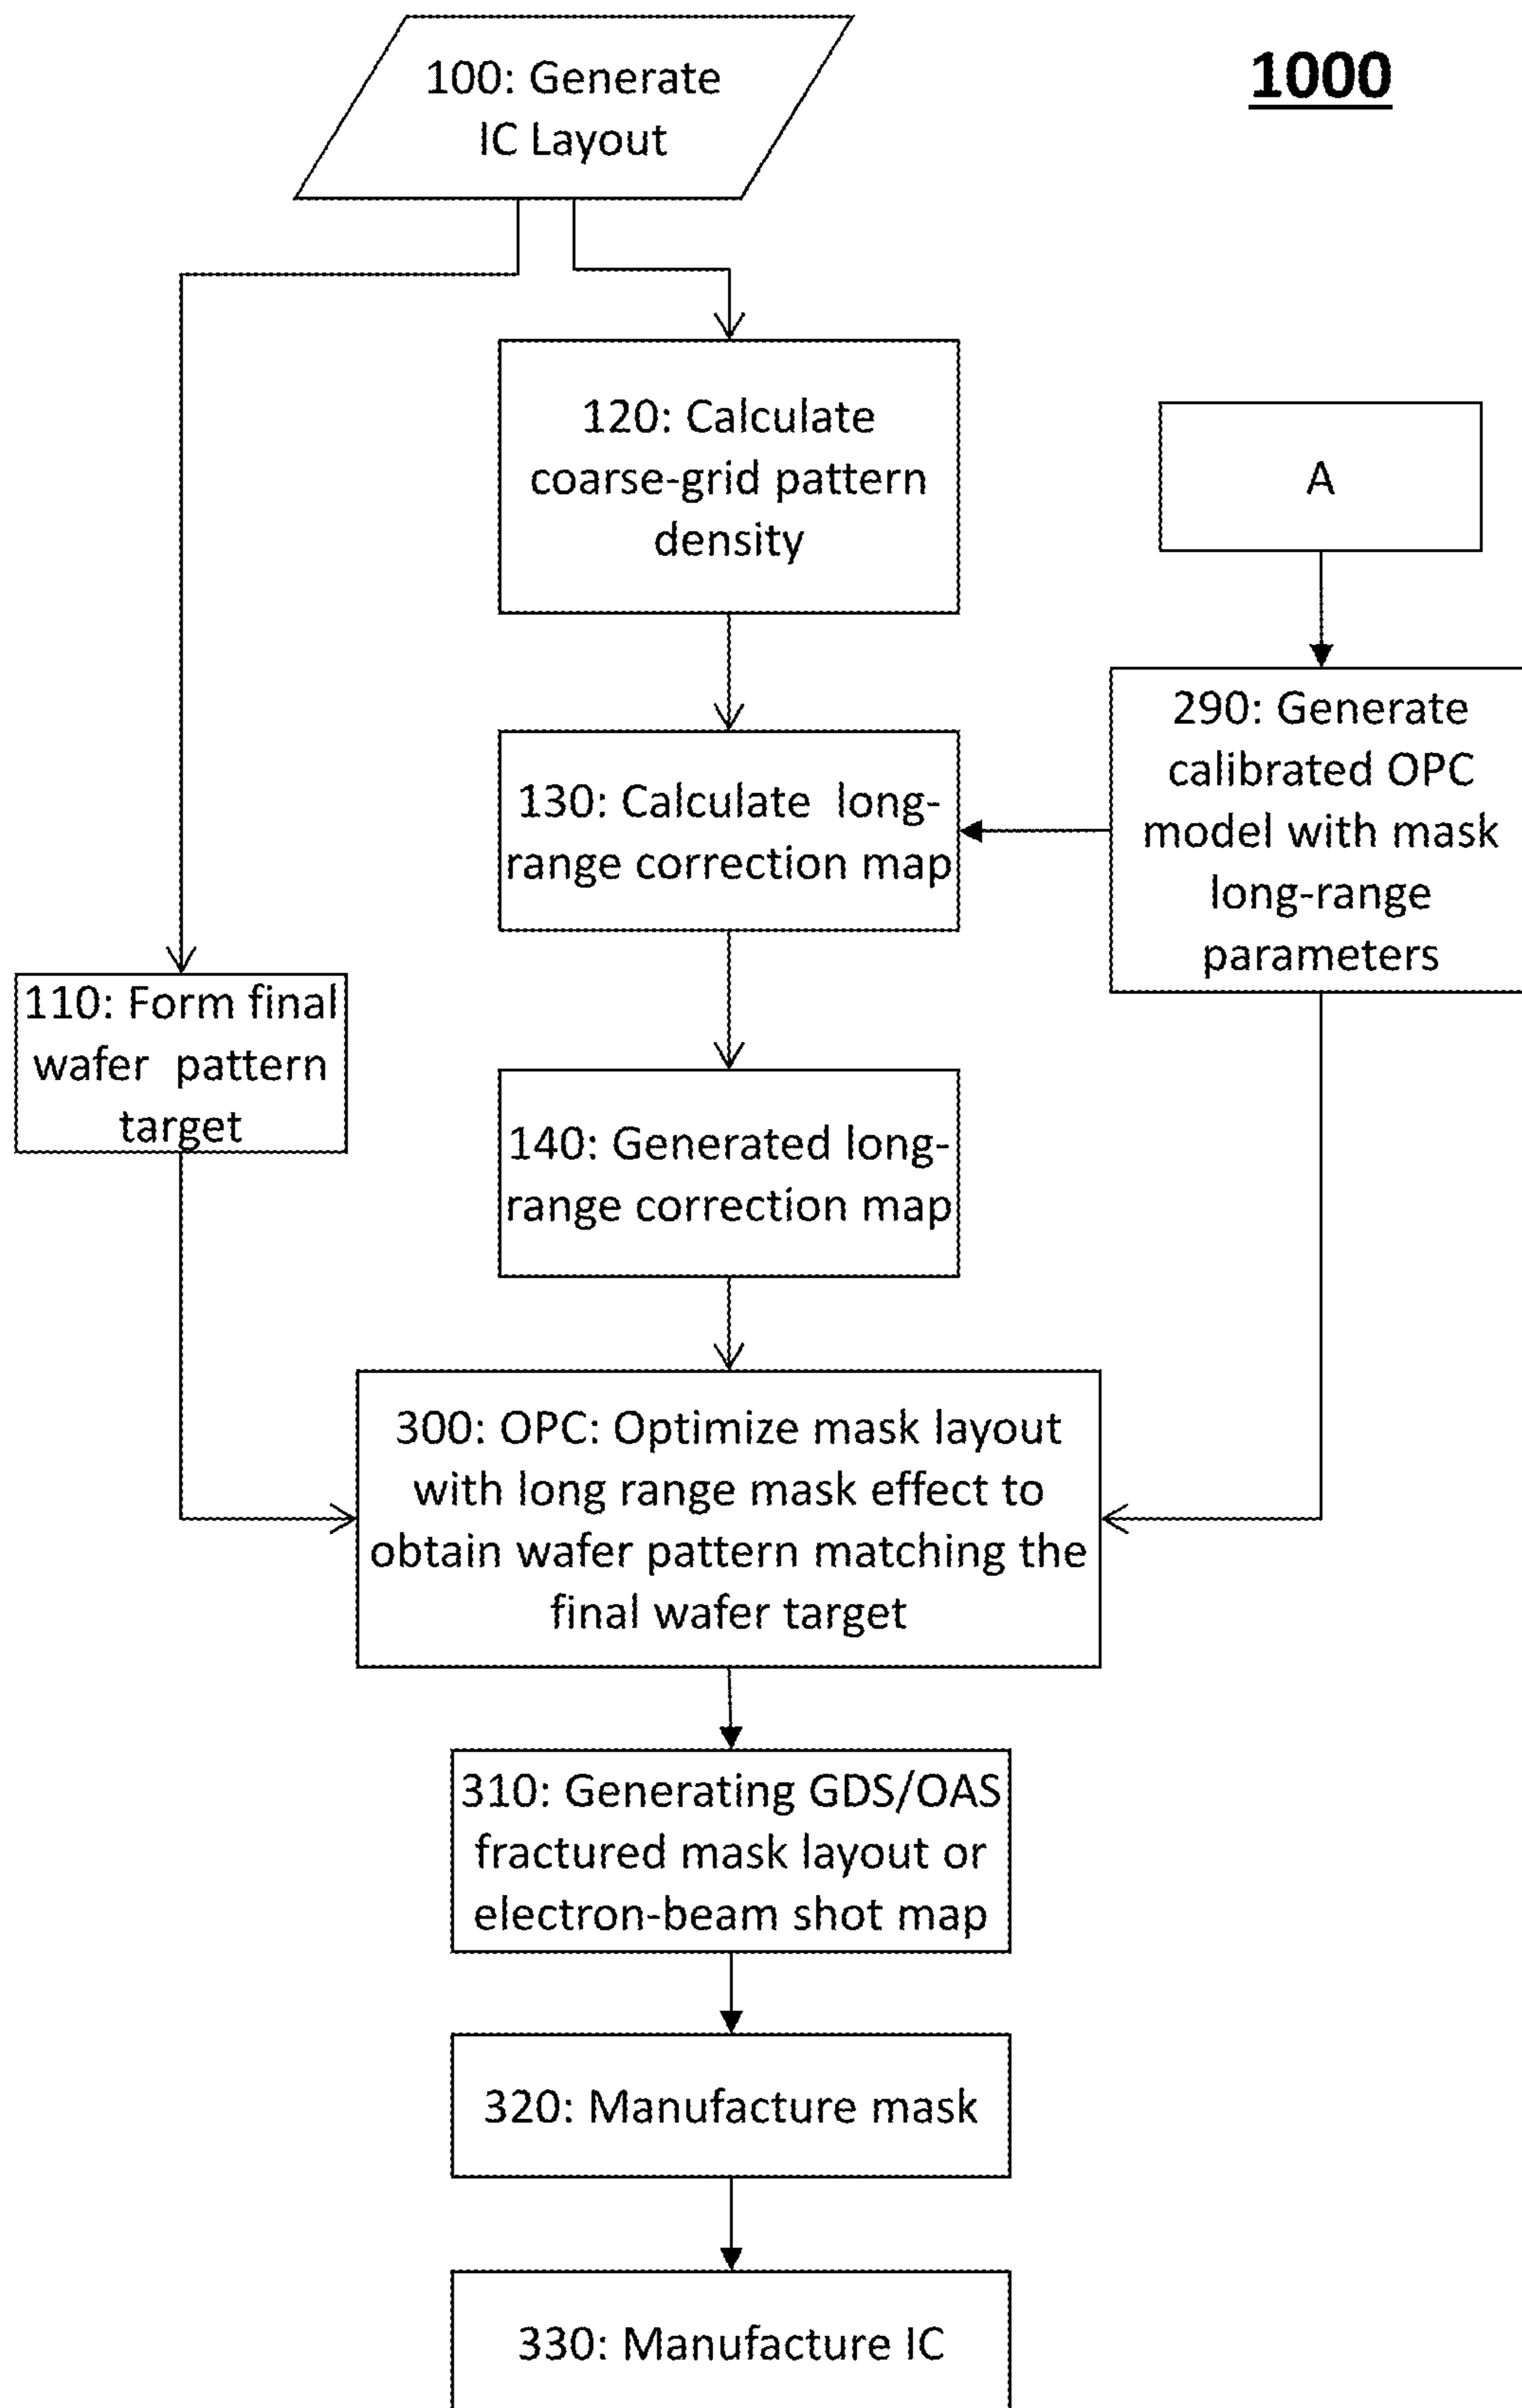 1000
100: Generate
IC Layout
120: Calculate
coarse-grid pattern
density
A
290: Generate
calibrated OPC
model with mask
long-range
parameters
130: Calculate long-
range correction map
110: Form final
wafer pattern
target
140: Generated long-
range correction map
300: OPC: Optimize mask layout
with long range mask effect to
obtain wafer pattern matching the
final wafer target
310: Generating GDS/OAS
fractured mask layout or
electron-beam shot map
320: Manufacture mask
330: Manufacture IC